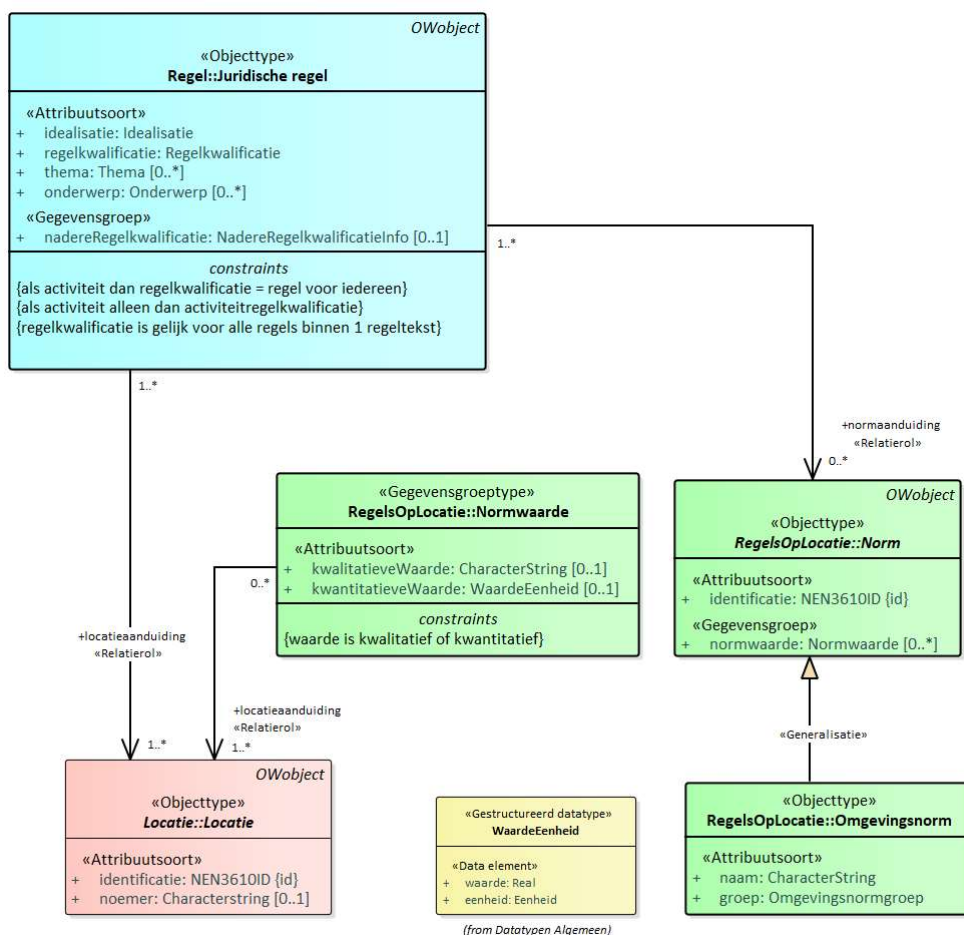 OWobject
«Objecttype»
Regel::Juridische regel
«Attribuutsoort»
+ idealisatie: Idealisatie
+ regelkwalificatie: Regelkwalificatie
+ thema: Thema [0..*]
+ onderwerp: Onderwerp [0..*]
«Gegevensgroep»
+ nadereRegelkwalificatie: NadereRegelkwalificatieInfo [0..1]
constraints
{als activiteit dan regelkwalificatie = regel voor iedereen}
{als activiteit alleen dan activiteitregelkwalificatie}
{regelkwalificatie is gelijk voor alle regels binnen 1 regeltekst}
1..*
1..*
+normaanduiding
«Relatierol»
0..*
«Gegevensgroeptype»
RegelsOpLocatie::Normwaarde
«Attribuutsoort»
+ kwalitatieveWaarde: CharacterString [0..1]
+ kwantitatieveWaarde: WaardeEenheid [0..1]
constraints
{waarde is kwalitatief of kwantitatief}
0..*
OWobject
«Objecttype»
RegelsOpLocatie::Norm
«Attribuutsoort»
+ identificatie: NEN3610ID {id}
«Gegevensgroep»
+ normwaarde: Normwaarde [0..*]
+locatieaanduiding
«Relatierol»
1..*
+locatieaanduiding
«Relatierol»
1..*
«Generalisatie»
OWobject
«Objecttype»
Locatie::Locatie
«Attribuutsoort»
+ identificatie: NEN3610ID {id}
+ noemer: Characterstring [0..1]
«Gestructureerd datatype»
WaardeEenheid
«Data element»
+ waarde: Real
+ eenheid: Eenheid
(from Datatypen Algemeen)
«Objecttype»
RegelsOpLocatie::Omgevingsnorm
«Attribuutsoort»
+ naam: CharacterString
+ groep: Omgevingsnormgroep